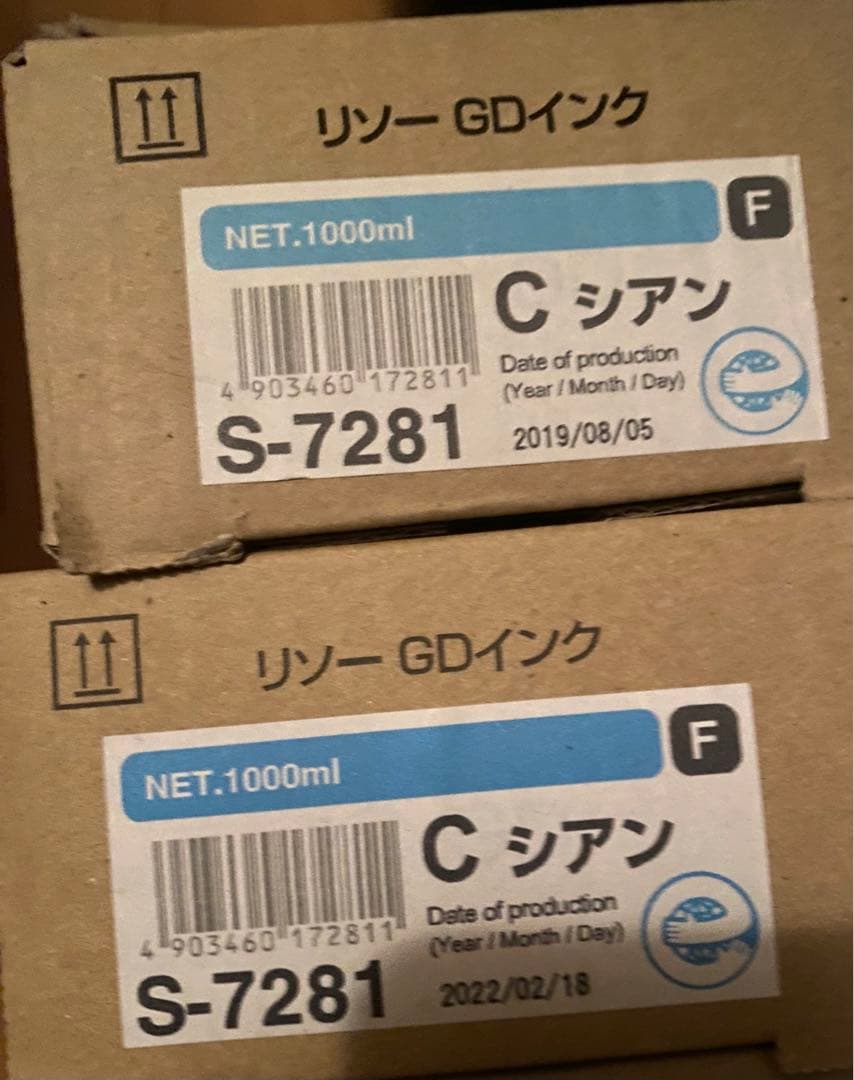 リソー GDインク
NET.1000ml
F
C シアン
4 903460 172811
Date of production
(Year / Month / Day)
S-7281
2019/08/05
リソー GDインク
NET.1000ml
F
C シアン
4 903460 172811
Date of production
(Year / Month / Day)
S-7281
2022/02/18